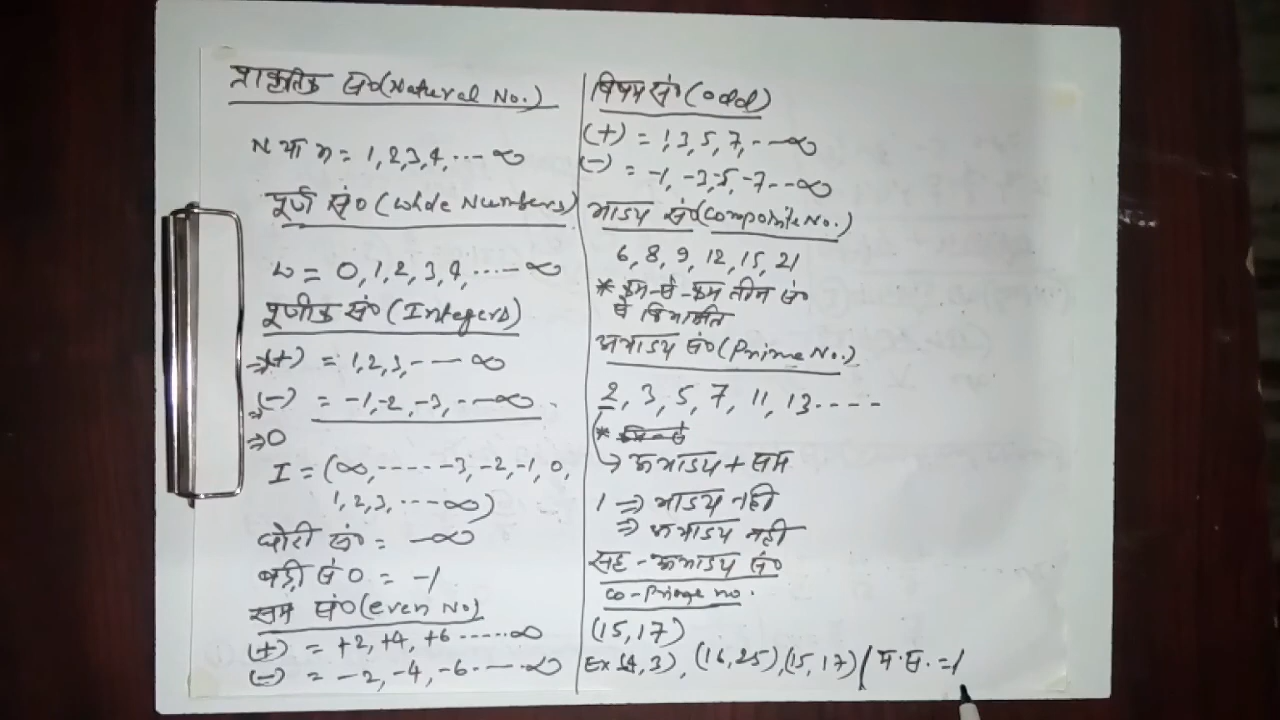 प्राकृतिक सं०(Natural No.)
N या n = 1,2,3,4, ... ∞
पूर्ण सं०(whole Numbers)
W = 0,1,2,3,4, ....— ∞
पूर्णांक सं०(Integers)
⇒(+) = 1,2,3, -— ∞
⇒(-) = -1,-2,-3, -— ∞
⇒0
I = (∞, ----- -3,-2,-1,0,
1,2,3, --- ∞)
छोटी सं० = -∞
बड़ी सं० = -1
सम सं०(even No)
(+) = +2,+4,+6 ..... ∞
(-) = -2,-4,-6 ..—.. ∞
विषम सं०(odd)
(+) = 1,3,5,7, -— ∞
(-) = -1,-3,-5,-7 --- ∞
भाज्य सं०(Composite No.)
6, 8, 9, 12, 15, 21
* कम-से-कम तीन सं०
से विभाजित
अभाज्य सं०(Prime No.)
2, 3, 5, 7, 11, 13----
→ अभाज्य + सम
1 ⇒ भाज्य नही
⇒ अभाज्य नही
सह-अभाज्य सं०
co-Prime no.
(15,17)
Ex (4,3), (16,25),(15,17) / म.स. = 1